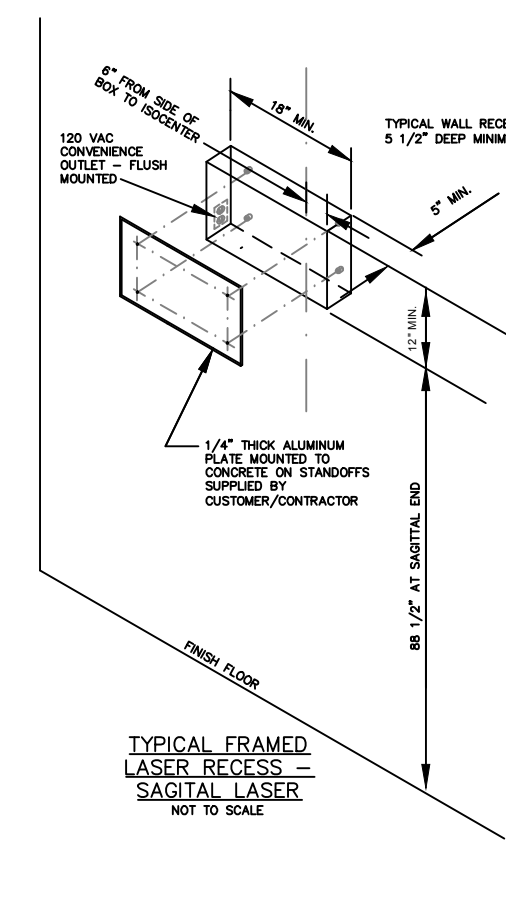 6" FROM SIDE OF
BOX TO ISOCENTER
18" MIN.
TYPICAL WALL RECE
5 1/2" DEEP MINIM
120 VAC
CONVENIENCE
OUTLET – FLUSH
MOUNTED
5" MIN.
12" MIN.
1/4" THICK ALUMINUM
PLATE MOUNTED TO
CONCRETE ON STANDOFFS
SUPPLIED BY
CUSTOMER/CONTRACTOR
88 1/2" AT SAGITTAL END
FINISH FLOOR
TYPICAL FRAMED
LASER RECESS –
SAGITAL LASER
NOT TO SCALE